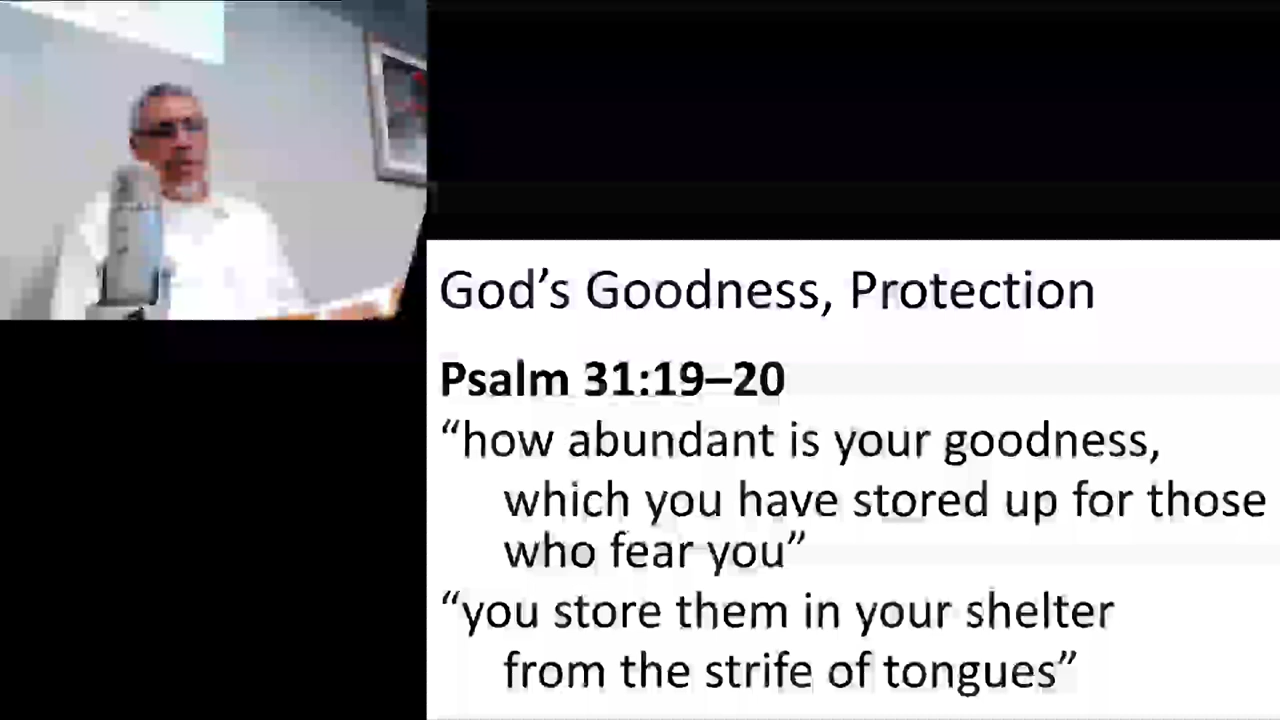 God’s Goodness, Protection
Psalm 31:19–20
“how abundant is your goodness,
which you have stored up for those
who fear you”
“you store them in your shelter
from the strife of tongues”